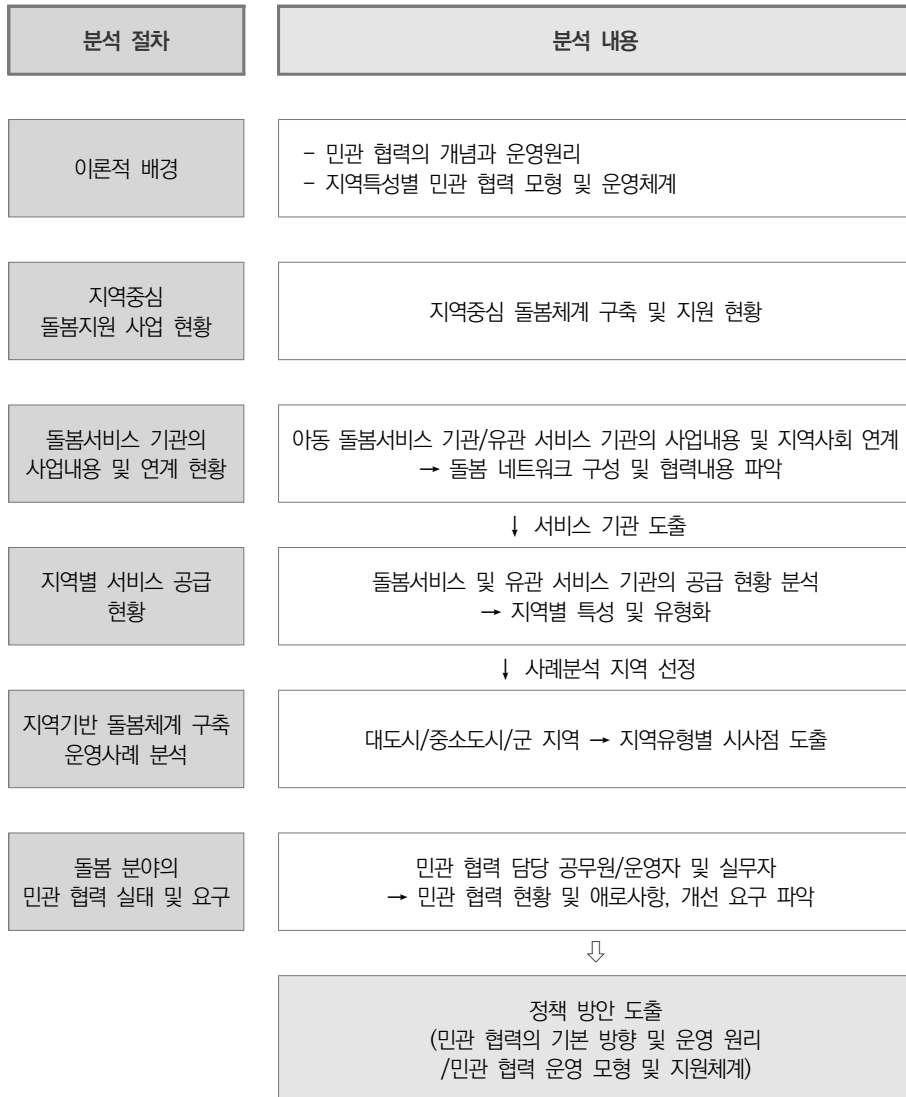 분석 절차
분석 내용
이론적 배경
- 민관 협력의 개념과 운영원리
- 지역특성별 민관 협력 모형 및 운영체계
지역중심
돌봄지원 사업 현황
지역중심 돌봄체계 구축 및 지원 현황
돌봄서비스 기관의
사업내용 및 연계 현황
아동 돌봄서비스 기관/유관 서비스 기관의 사업내용 및 지역사회 연계
→ 돌봄 네트워크 구성 및 협력내용 파악
↓ 서비스 기관 도출
지역별 서비스 공급
현황
돌봄서비스 및 유관 서비스 기관의 공급 현황 분석
→ 지역별 특성 및 유형화
↓ 사례분석 지역 선정
지역기반 돌봄체계 구축
운영사례 분석
대도시/중소도시/군 지역 → 지역유형별 시사점 도출
돌봄 분야의
민관 협력 실태 및 요구
민관 협력 담당 공무원/운영자 및 실무자
→ 민관 협력 현황 및 애로사항, 개선 요구 파악
⇩
정책 방안 도출
(민관 협력의 기본 방향 및 운영 원리
/민관 협력 운영 모형 및 지원체계)